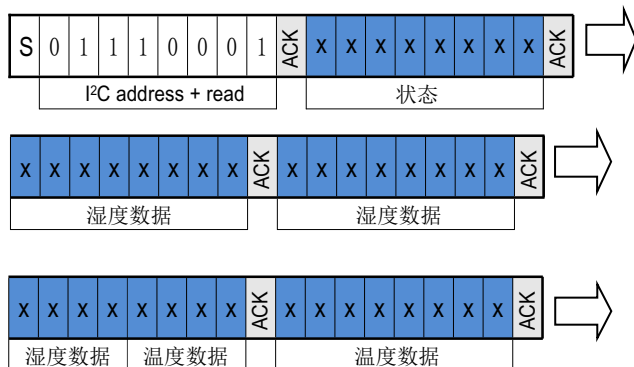 S 0 1 1 1 0 0 0 1 ACK X X X X X X X X ACK
I²C address + read 状态
X X X X X X X X ACK X X X X X X X X ACK
湿度数据 湿度数据
X X X X X X X X ACK X X X X X X X X ACK
湿度数据 温度数据 温度数据